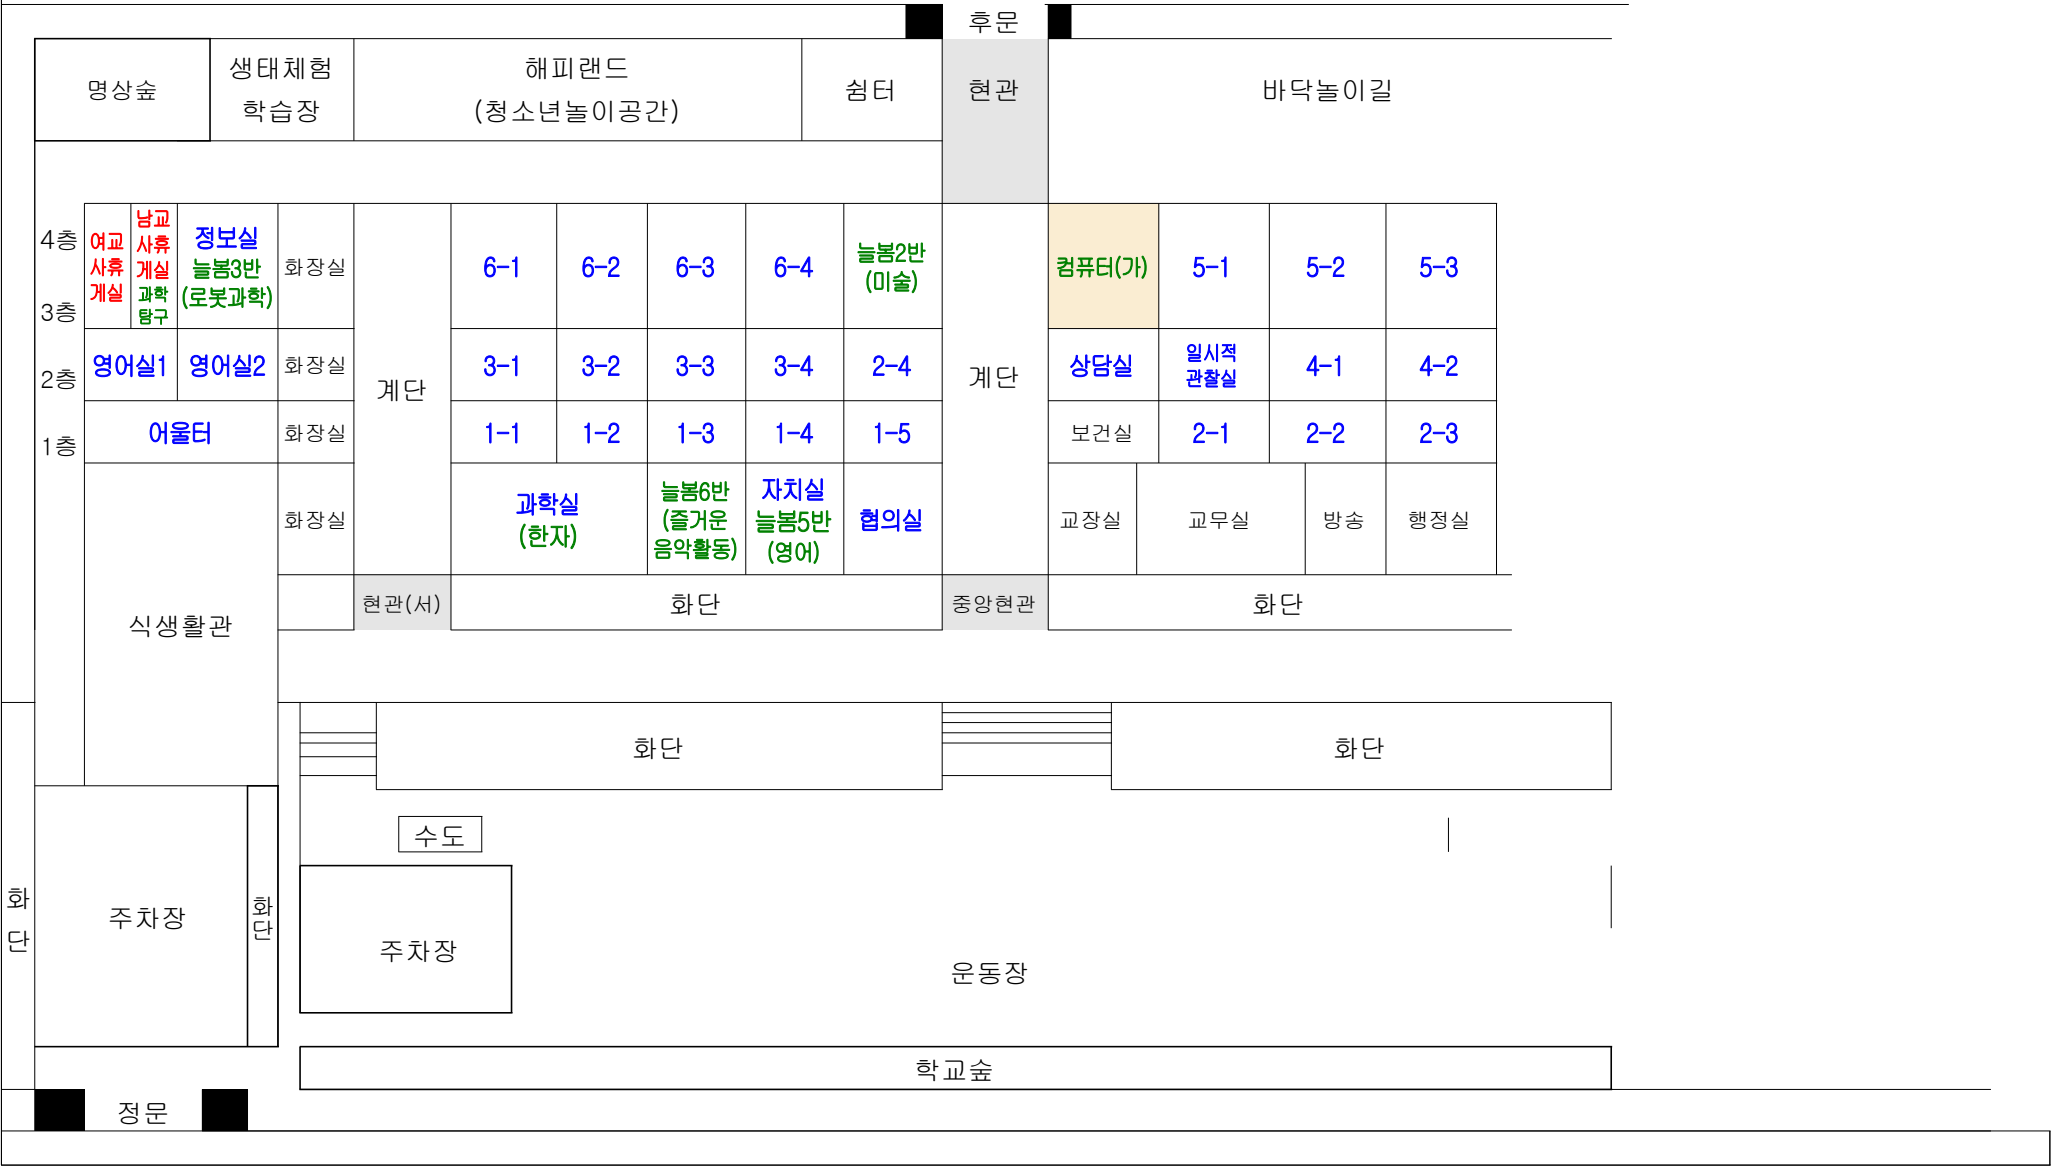 후문
명상숲
생태체험
학습장
해피랜드
(청소년놀이공간)
쉼터
현관
바닥놀이길
4층
3층
2층
1층
여교
사휴
게실
남교
사휴
게실
과학
탐구
정보실
늘봄3반
(로봇과학)
화장실
계단
6-1
6-2
6-3
6-4
늘봄2반
(미술)
계단
컴퓨터(가)
5-1
5-2
5-3
영어실1
영어실2
화장실
3-1
3-2
3-3
3-4
2-4
상담실
일시적
관찰실
4-1
4-2
어울터
화장실
1-1
1-2
1-3
1-4
1-5
보건실
2-1
2-2
2-3
식생활관
화장실
과학실
(한자)
늘봄6반
(즐거운
음악활동)
자치실
늘봄5반
(영어)
협의실
교장실
교무실
방송
행정실
현관(서)
화단
중앙현관
화단
화단
화단
수도
화
단
주차장
화
단
주차장
운동장
학교숲
정문